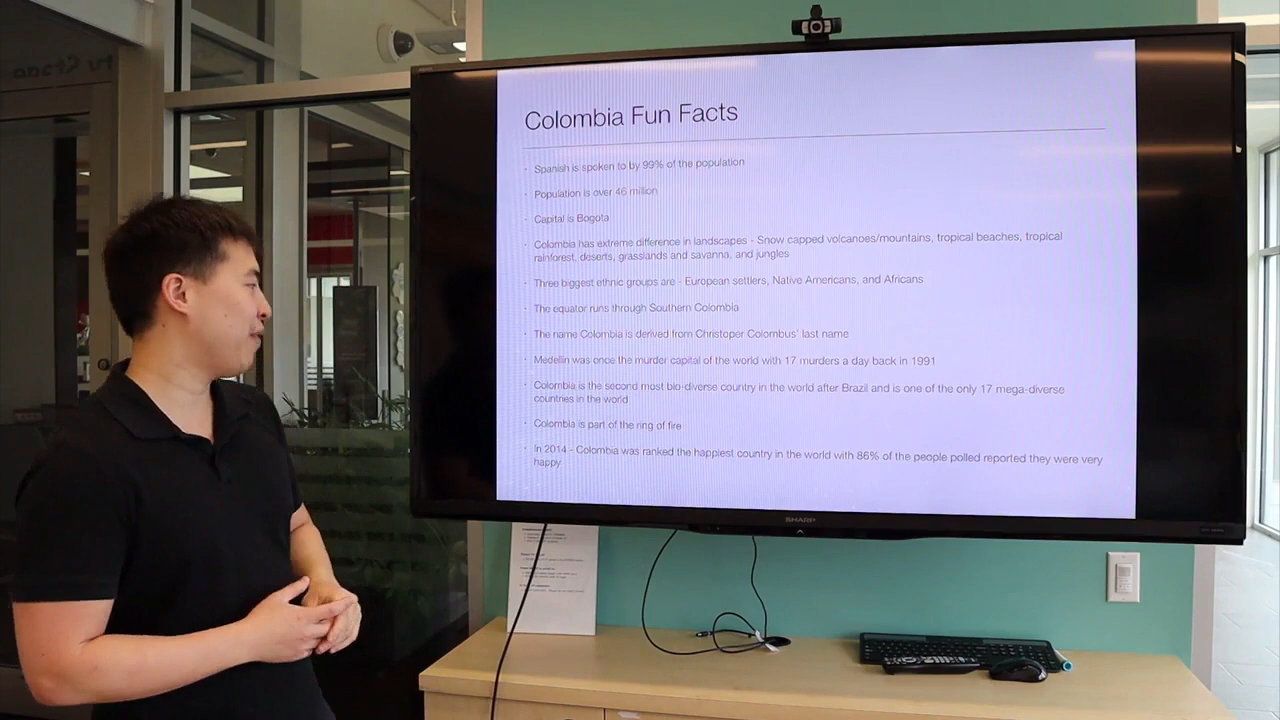 Colombia Fun Facts
Spanish is spoken to by 99% of the population
Population is over 46 million
Capital is Bogota
Colombia has extreme difference in landscapes - Snow capped volcanoes/mountains, tropical beaches, tropical
rainforest, deserts, grasslands and savanna, and jungles
Three biggest ethnic groups are - European settlers, Native Americans, and Africans
The equator runs through Southern Colombia
The name Colombia is derived from Christoper Colombus' last name
Medellin was once the murder capital of the world with 17 murders a day back in 1991
Colombia is the second most bio-diverse country in the world after Brazil and is one of the only 17 mega-diverse
countries in the world
Colombia is part of the ring of fire
In 2014 - Colombia was ranked the happiest country in the world with 86% of the people polled reported they were very
happy
SHARP